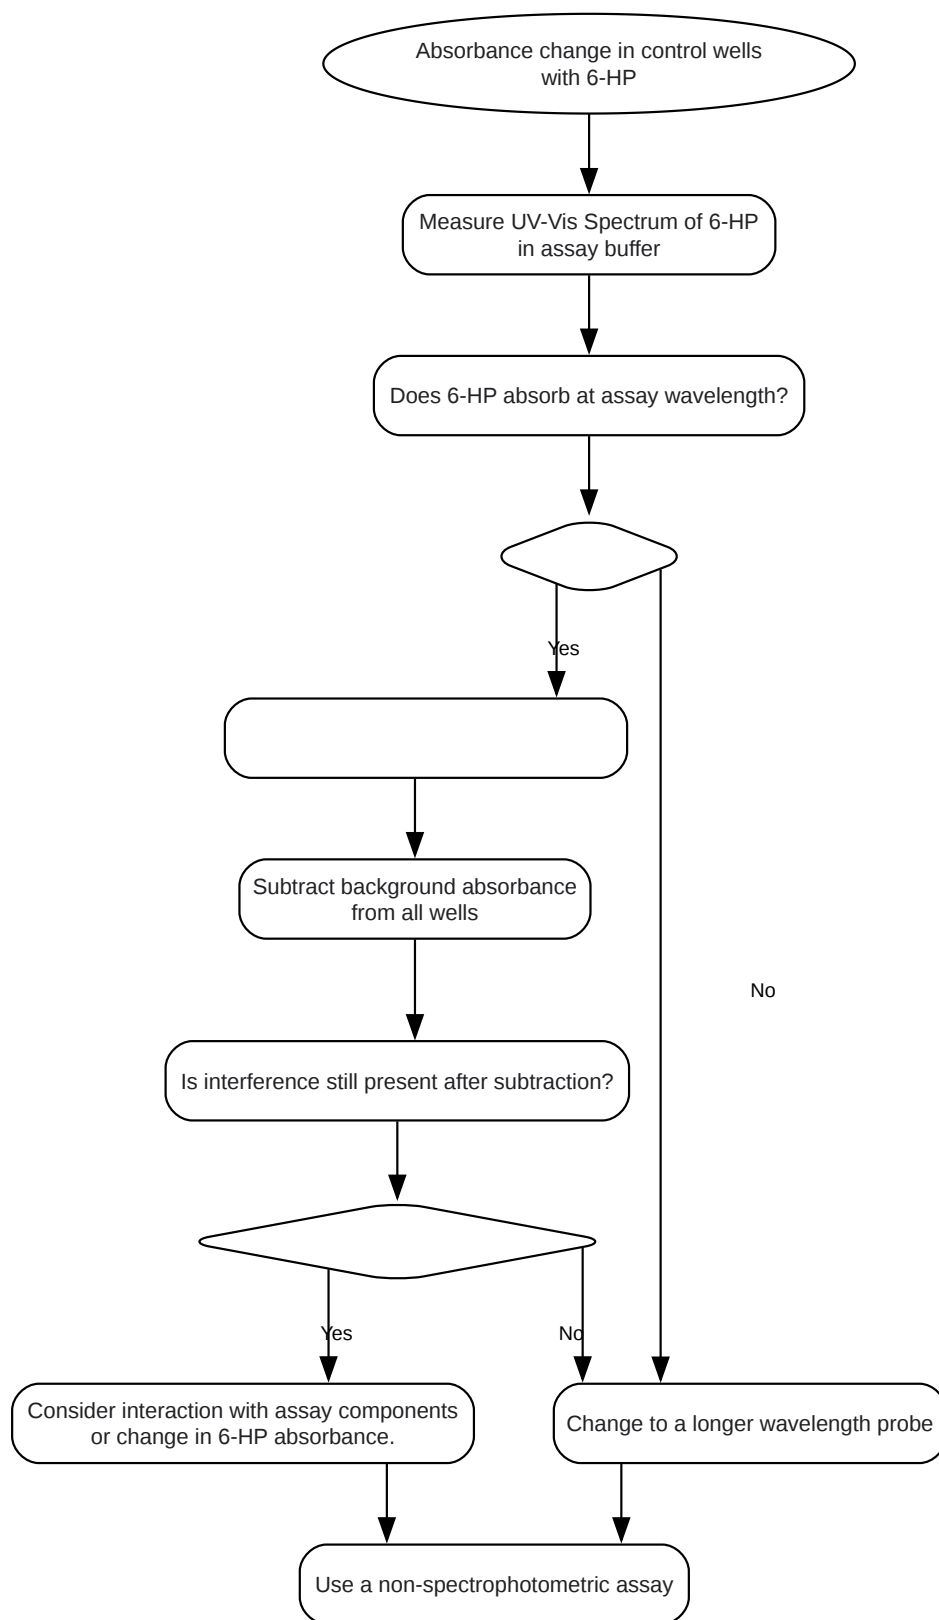 Absorbance change in control wells
with 6-HP
Measure UV-Vis Spectrum of 6-HP
in assay buffer
Does 6-HP absorb at assay wavelength?
Yes
Subtract background absorbance
from all wells
No
Is interference still present after subtraction?
Yes
No
Consider interaction with assay components
or change in 6-HP absorbance.
Change to a longer wavelength probe
Use a non-spectrophotometric assay